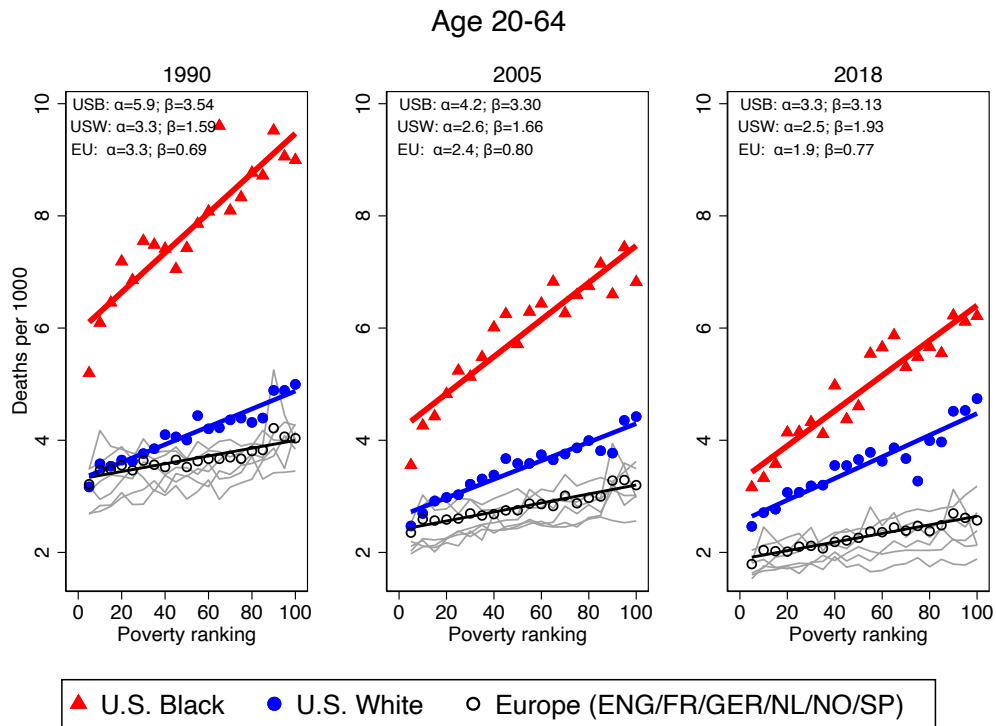 Age 20-64
1990
USB: α=5.9; β=3.54
USW: α=3.3; β=1.59
EU: α=3.3; β=0.69
2005
USB: α=4.2; β=3.30
USW: α=2.6; β=1.66
EU: α=2.4; β=0.80
2018
USB: α=3.3; β=3.13
USW: α=2.5; β=1.93
EU: α=1.9; β=0.77
Deaths per 1000
10
8
6
4
2
10
8
6
4
2
10
8
6
4
2
0 20 40 60 80 100
0 20 40 60 80 100
0 20 40 60 80 100
Poverty ranking
Poverty ranking
Poverty ranking
U.S. Black U.S. White Europe (ENG/FR/GER/NL/NO/SP)